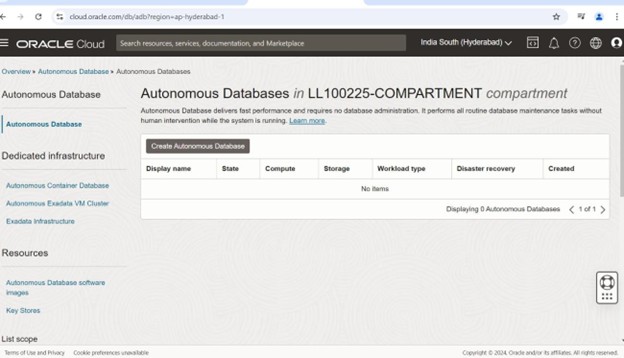 cloud.oracle.com/db/adb?region=ap-hyderabad-1
ORACLE Cloud
Search resources, services, documentation, and Marketplace
India South (Hyderabad)
Overview » Autonomous Database » Autonomous Databases
Autonomous Database
Autonomous Database
Dedicated infrastructure
Autonomous Container Database
Autonomous Exadata VM Cluster
Exadata Infrastructure
Resources
Autonomous Database software
images
Key Stores
List scope
Autonomous Databases in LL100225-COMPARTMENT compartment
Autonomous Database delivers fast performance and requires no database administration. It performs all routine database maintenance tasks without
human intervention while the system is running. Learn more.
Create Autonomous Database
Display name State Compute Storage Workload type Disaster recovery Created
No items
Displaying 0 Autonomous Databases < 1 of 1 >
Terms of Use and Privacy Cookie preferences unavailable
Copyright © 2024, Oracle and/or its affiliates. All rights reserved.